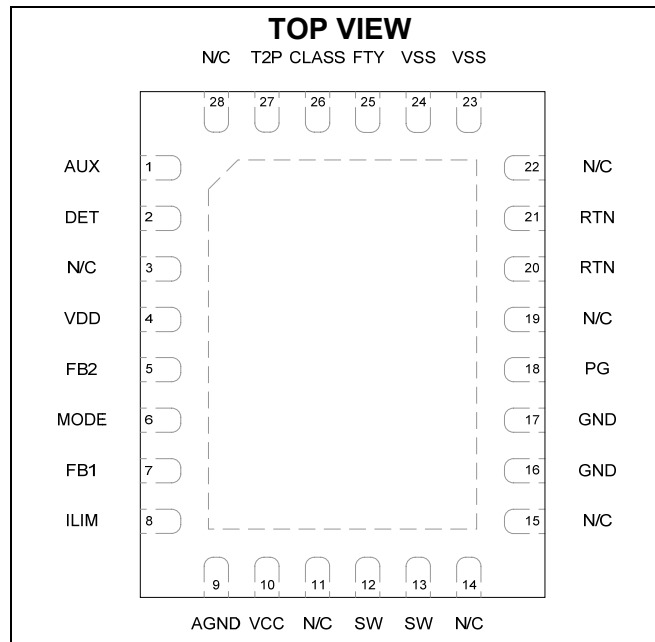 TOP VIEW
N/C T2P CLASS FTY VSS VSS
28 27 26 25 24 23
AUX 1 22 N/C
DET 2 21 RTN
N/C 3 20 RTN
VDD 4 19 N/C
FB2 5 18 PG
MODE 6 17 GND
FB1 7 16 GND
ILIM 8 15 N/C
9 10 11 12 13 14
AGND VCC N/C SW SW N/C